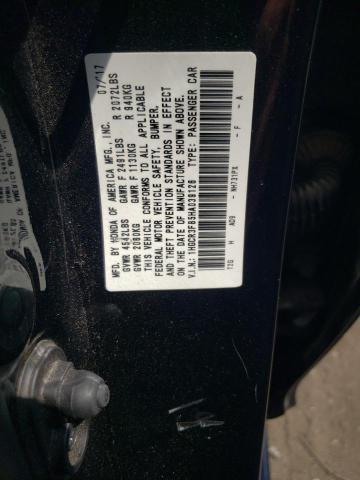 MFD. BY HONDA OF AMERICA MFG., INC. 07/17
GVWR 4542LBS GAWR F 2491LBS R 2072LBS
GVWR 2060KG GAWR F 1130KG R 940KG
THIS VEHICLE CONFORMS TO ALL APPLICABLE
FEDERAL MOTOR VEHICLE SAFETY, BUMPER,
AND THEFT PREVENTION STANDARDS IN EFFECT
ON THE DATE OF MANUFACTURE SHOWN ABOVE.
V.I.N.: 1HGCR3F89HA039126 TYPE: PASSENGER CAR
T2G H A09 - NH731PX - F - A